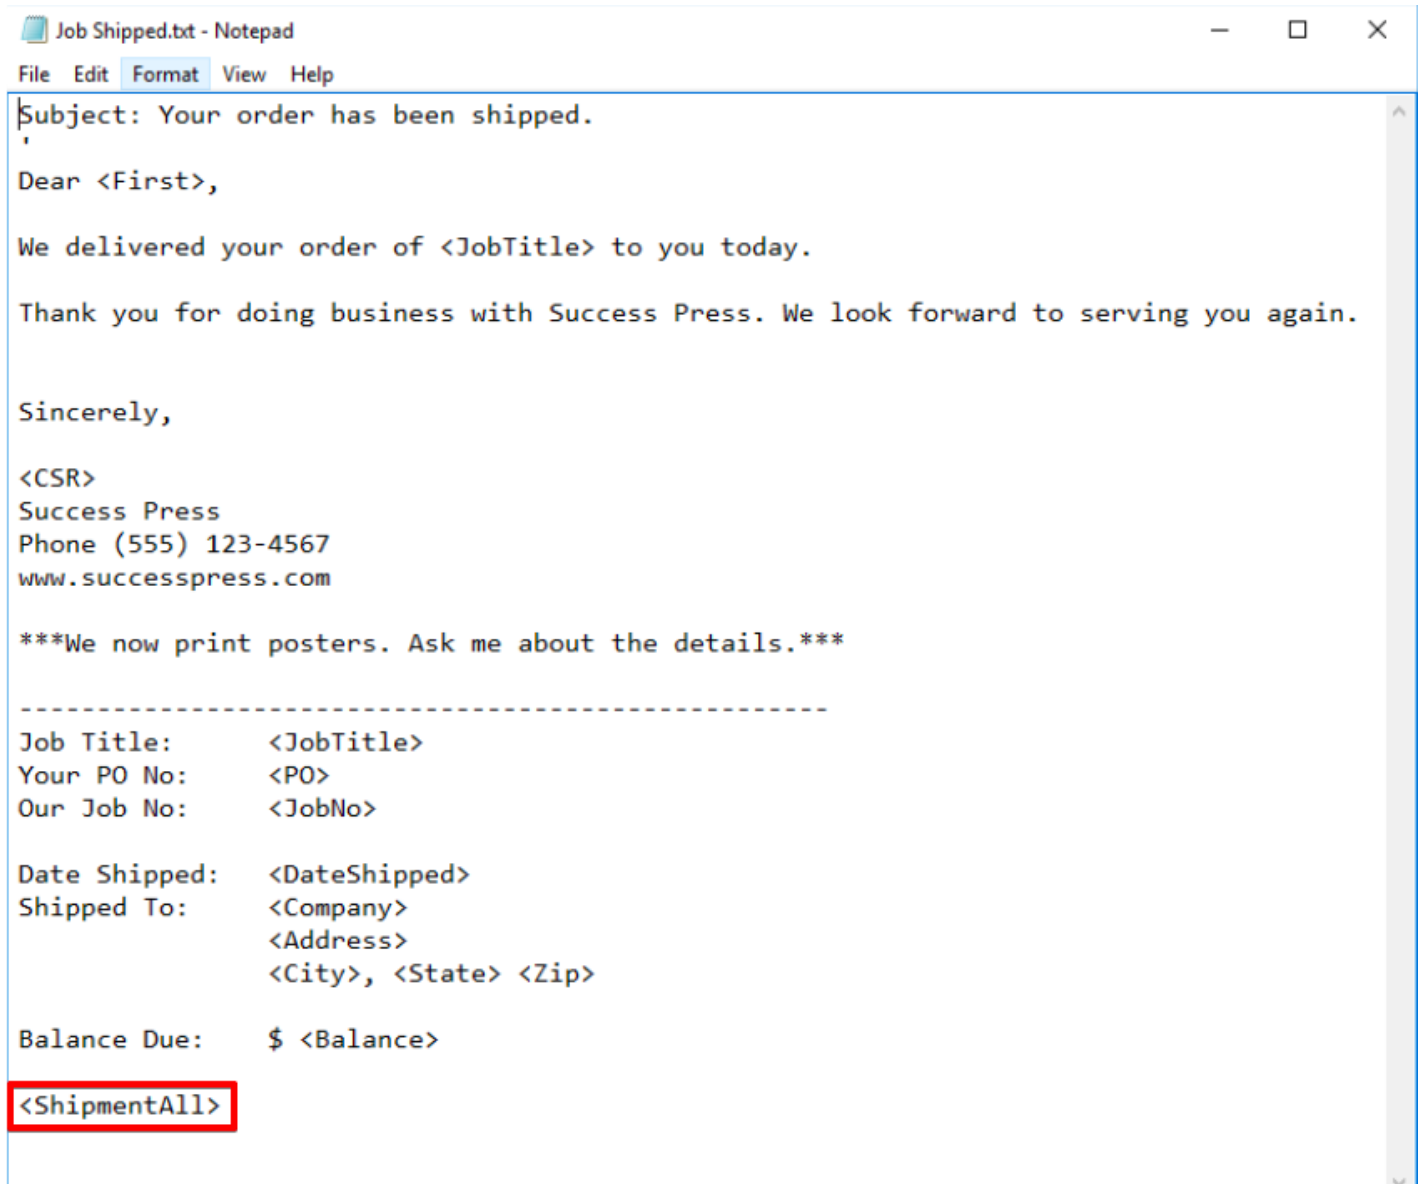 Job Shipped.txt - Notepad
File Edit Format View Help
Subject: Your order has been shipped.
'
Dear <First>,
We delivered your order of <JobTitle> to you today.
Thank you for doing business with Success Press. We look forward to serving you again.
Sincerely,
<CSR>
Success Press
Phone (555) 123-4567
www.successpress.com
***We now print posters. Ask me about the details.***
----------------------------------------------------
Job Title: <JobTitle>
Your PO No: <PO>
Our Job No: <JobNo>
Date Shipped: <DateShipped>
Shipped To: <Company>
<Address>
<City>, <State> <Zip>
Balance Due: $ <Balance>
<ShipmentAll>